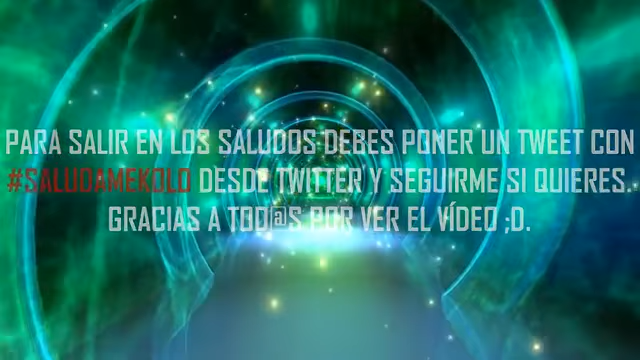 PARA SALIR EN LOS SALUDOS DEBES PONER UN TWEET CON
#SALUDAMEKOLO DESDE TWITTER Y SEGUIRME SI QUIERES.
GRACIAS A TOD@S POR VER EL VÍDEO ;D.